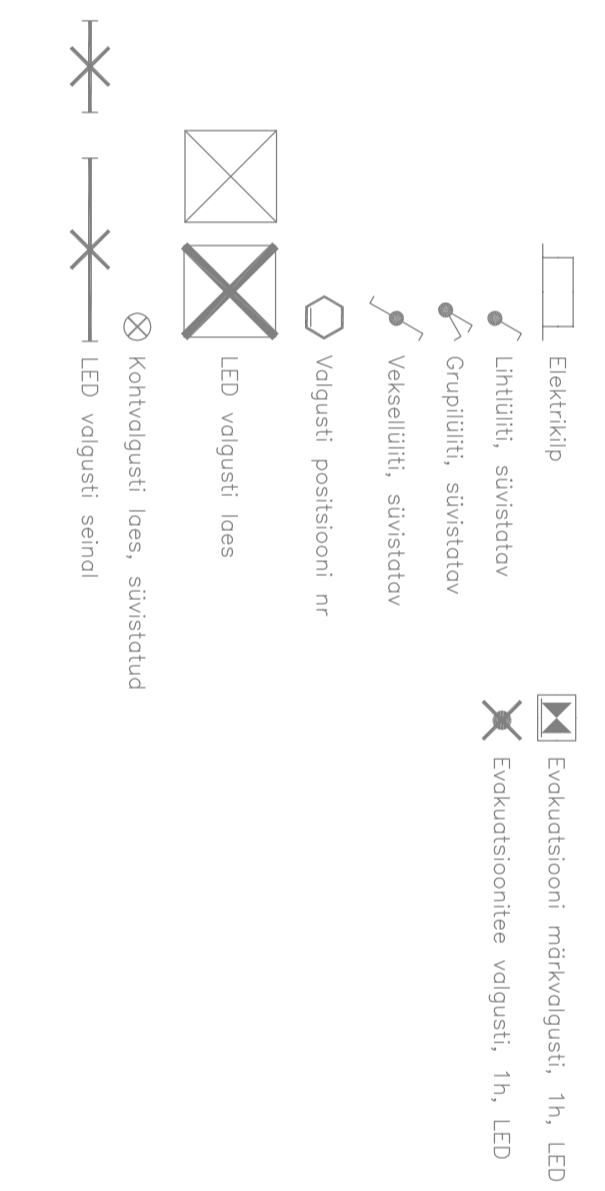 Elektrikilp
Lihtlüliti, süvistatav
Grupilüliti, süvistatav
Veksellüliti, süvistatav
Valgusti positsiooni nr
LED valgusti laes
Kohtvalgusti laes, süvistatud
LED valgusti seinal
Evakuatsiooni märkvalgusti, 1h, LED
Evakuatsioonitee valgusti, 1h, LED